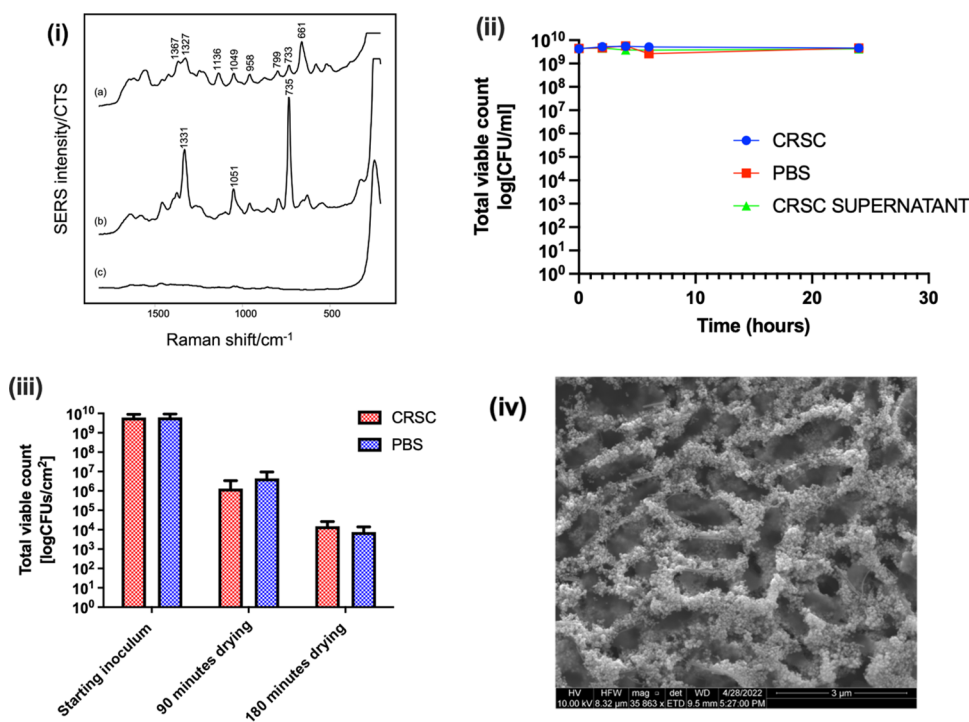 (i)
SERS intensity/CTS
1367
1327
1136
1049
958
799
733
661
(a)
1331
1051
735
(b)
(c)
1500
1000
500
Raman shift/cm-1
(ii)
Total viable count
log[CFU/ml]
10^10
10^9
10^8
10^7
10^6
10^5
10^4
10^3
10^2
10^1
10^0
CRSC
PBS
CRSC SUPERNATANT
0
10
20
30
Time (hours)
(iii)
Total viable count
[logCFUs/cm2]
10^10
10^9
10^8
10^7
10^6
10^5
10^4
10^3
10^2
10^1
10^0
CRSC
PBS
Starting inoculum
90 minutes drying
180 minutes drying
(iv)
HV HFW mag □ det WD 4/28/2022 3 µm
10.00 kV 8.32 µm 35 863 x ETD 9.5 mm 5:27:00 PM